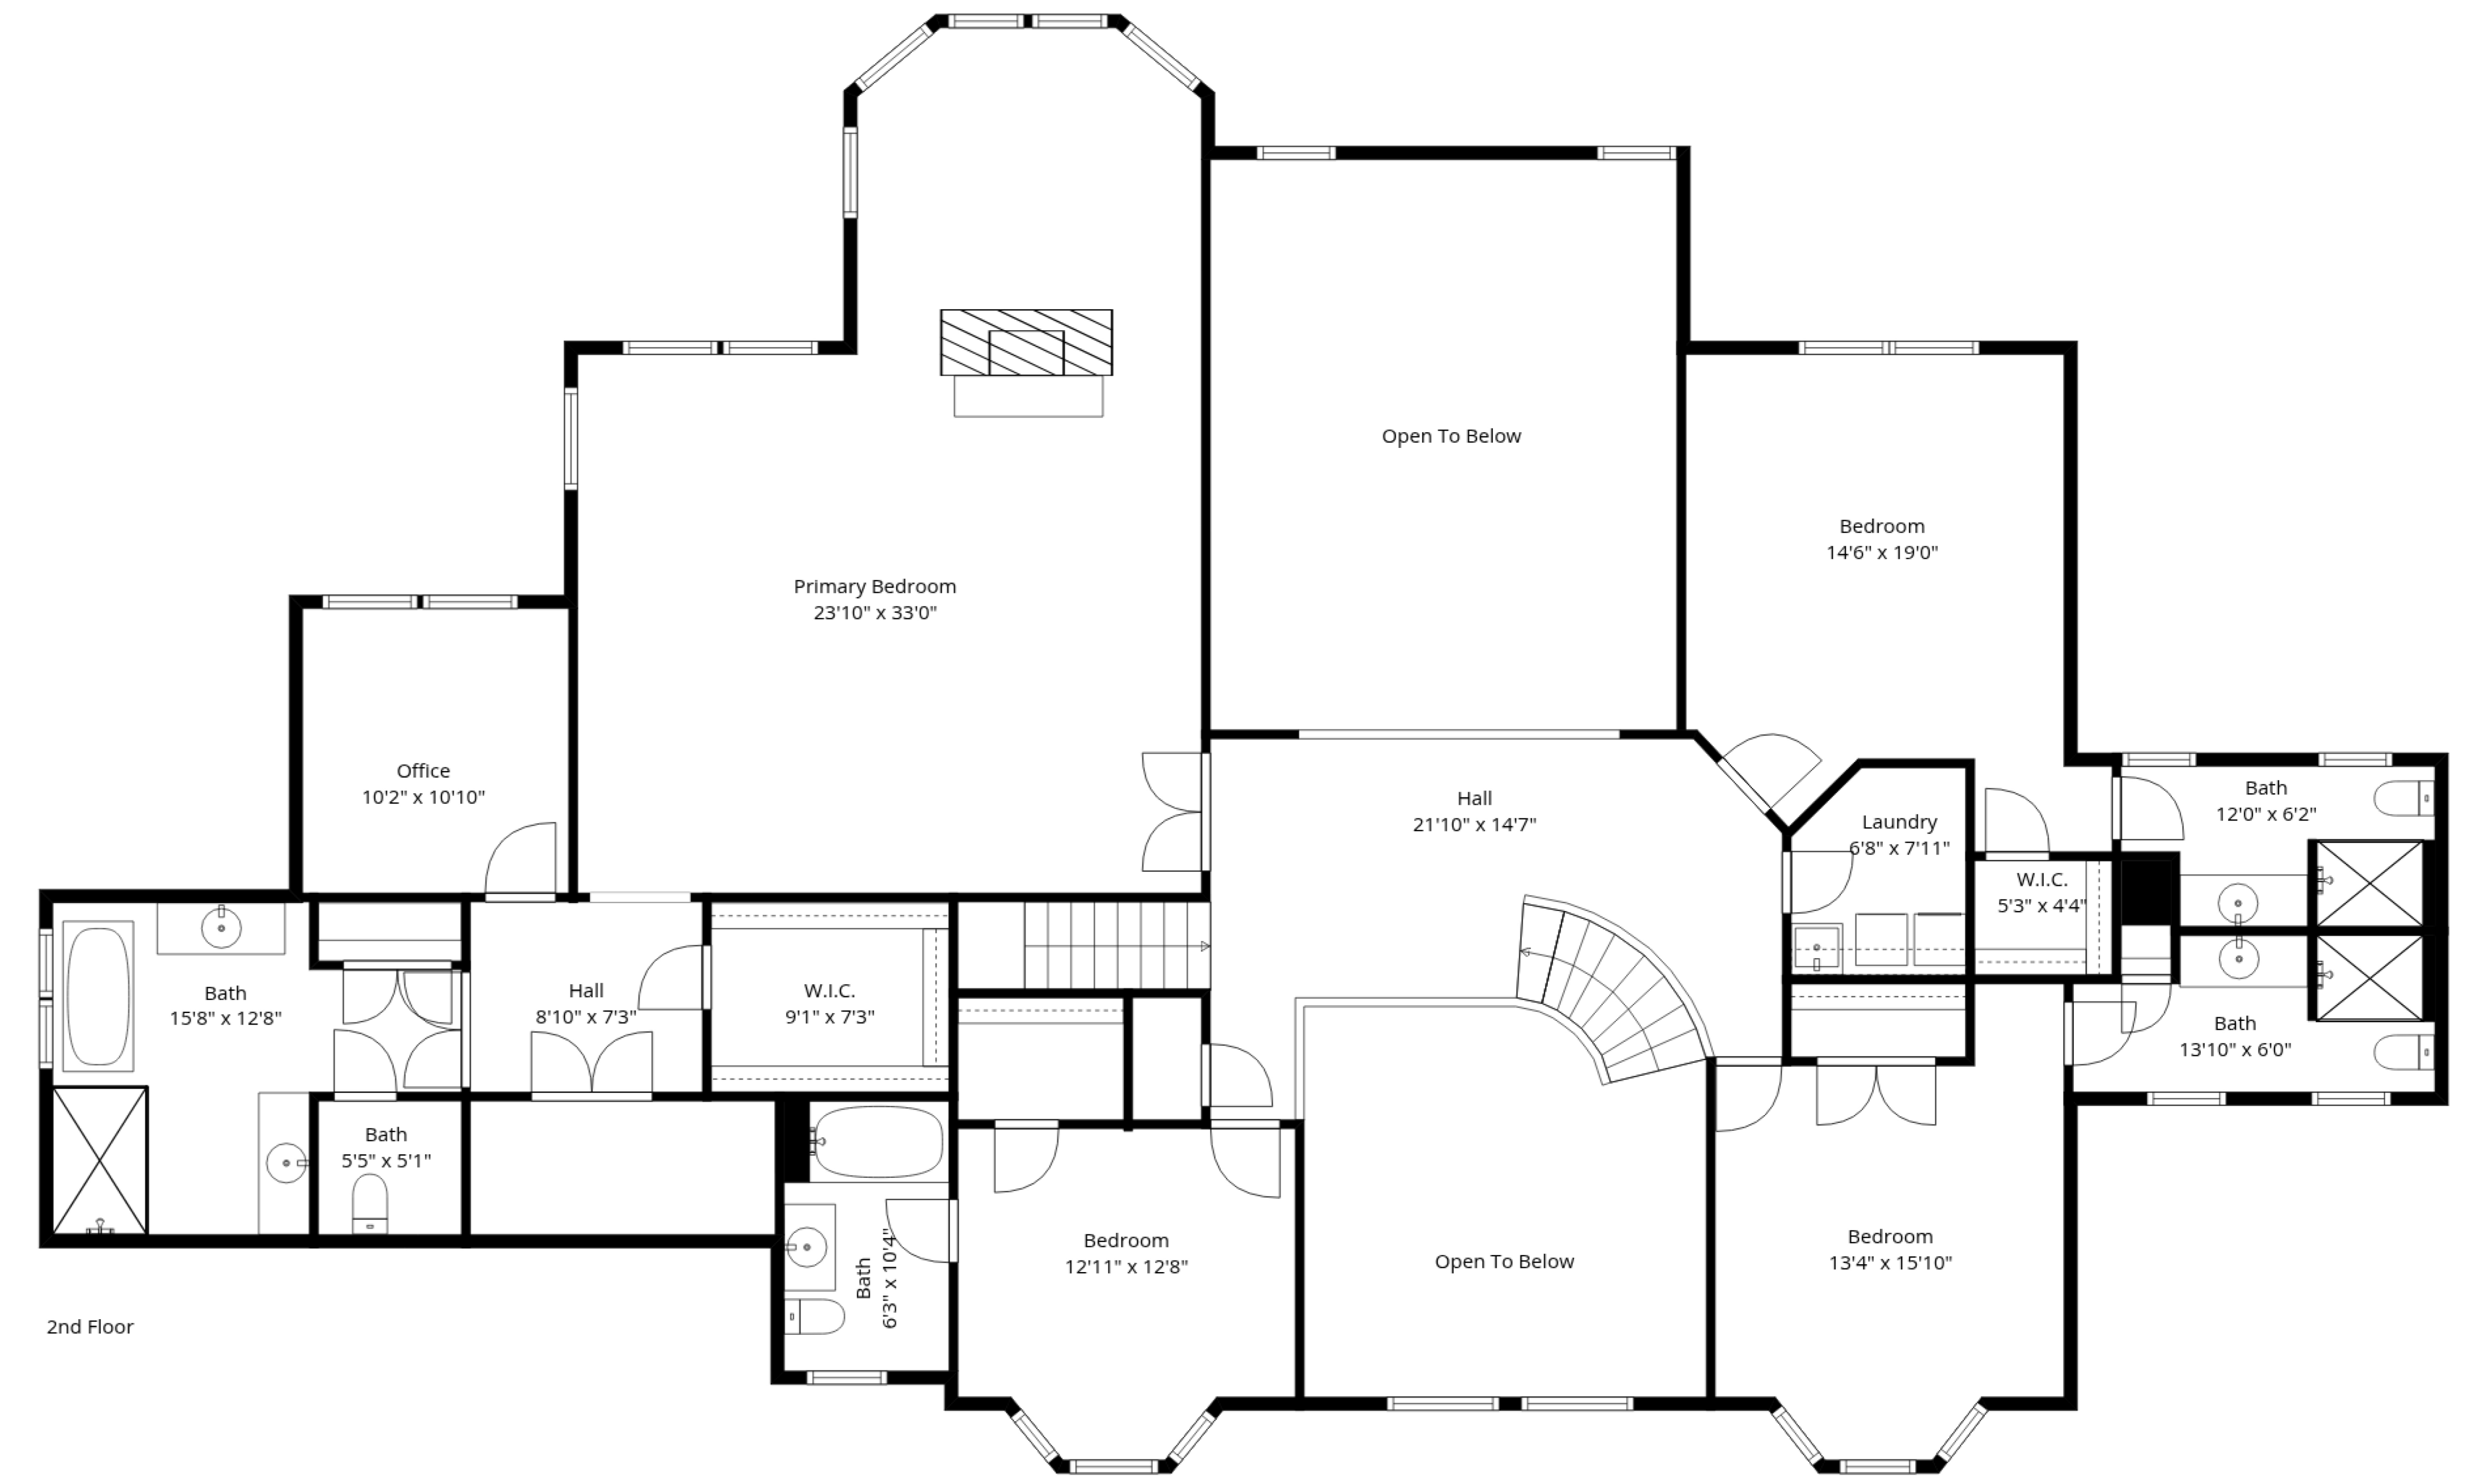 Open To Below
Bedroom
14'6" x 19'0"
Primary Bedroom
23'10" x 33'0"
Office
10'2" x 10'10"
Hall
21'10" x 14'7"
Laundry
6'8" x 7'11"
Bath
12'0" x 6'2"
W.I.C.
5'3" x 4'4"
Bath
15'8" x 12'8"
Hall
8'10" x 7'3"
W.I.C.
9'1" x 7'3"
Bath
13'10" x 6'0"
Bath
5'5" x 5'1"
Bath
6'3" x 10'4"
Bedroom
12'11" x 12'8"
Open To Below
Bedroom
13'4" x 15'10"
2nd Floor